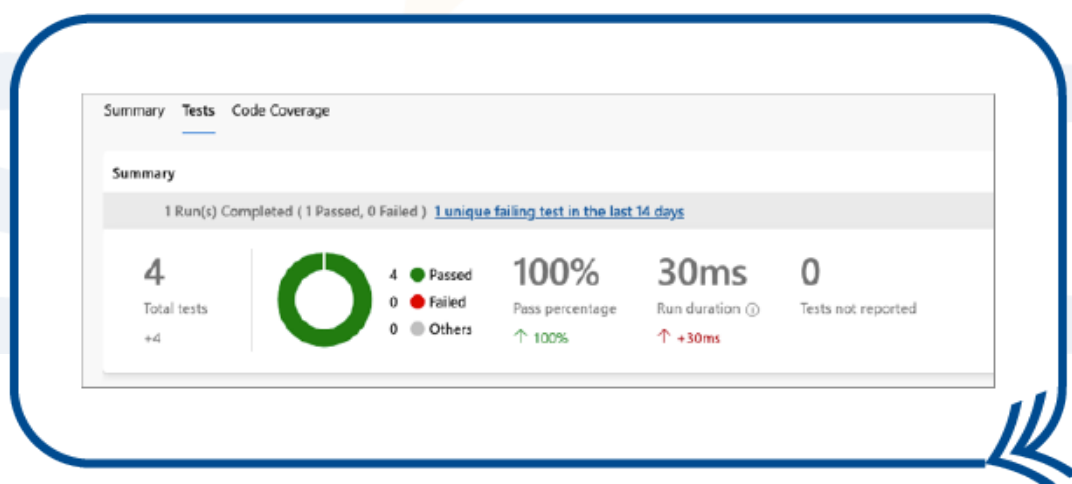 Summary Tests Code Coverage
Summary
1 Run(s) Completed ( 1 Passed, 0 Failed ) 1 unique failing test in the last 14 days
4
Total tests
+4
4 Passed
0 Failed
0 Others
100%
Pass percentage
↑ 100%
30ms
Run duration
↑ +30ms
0
Tests not reported